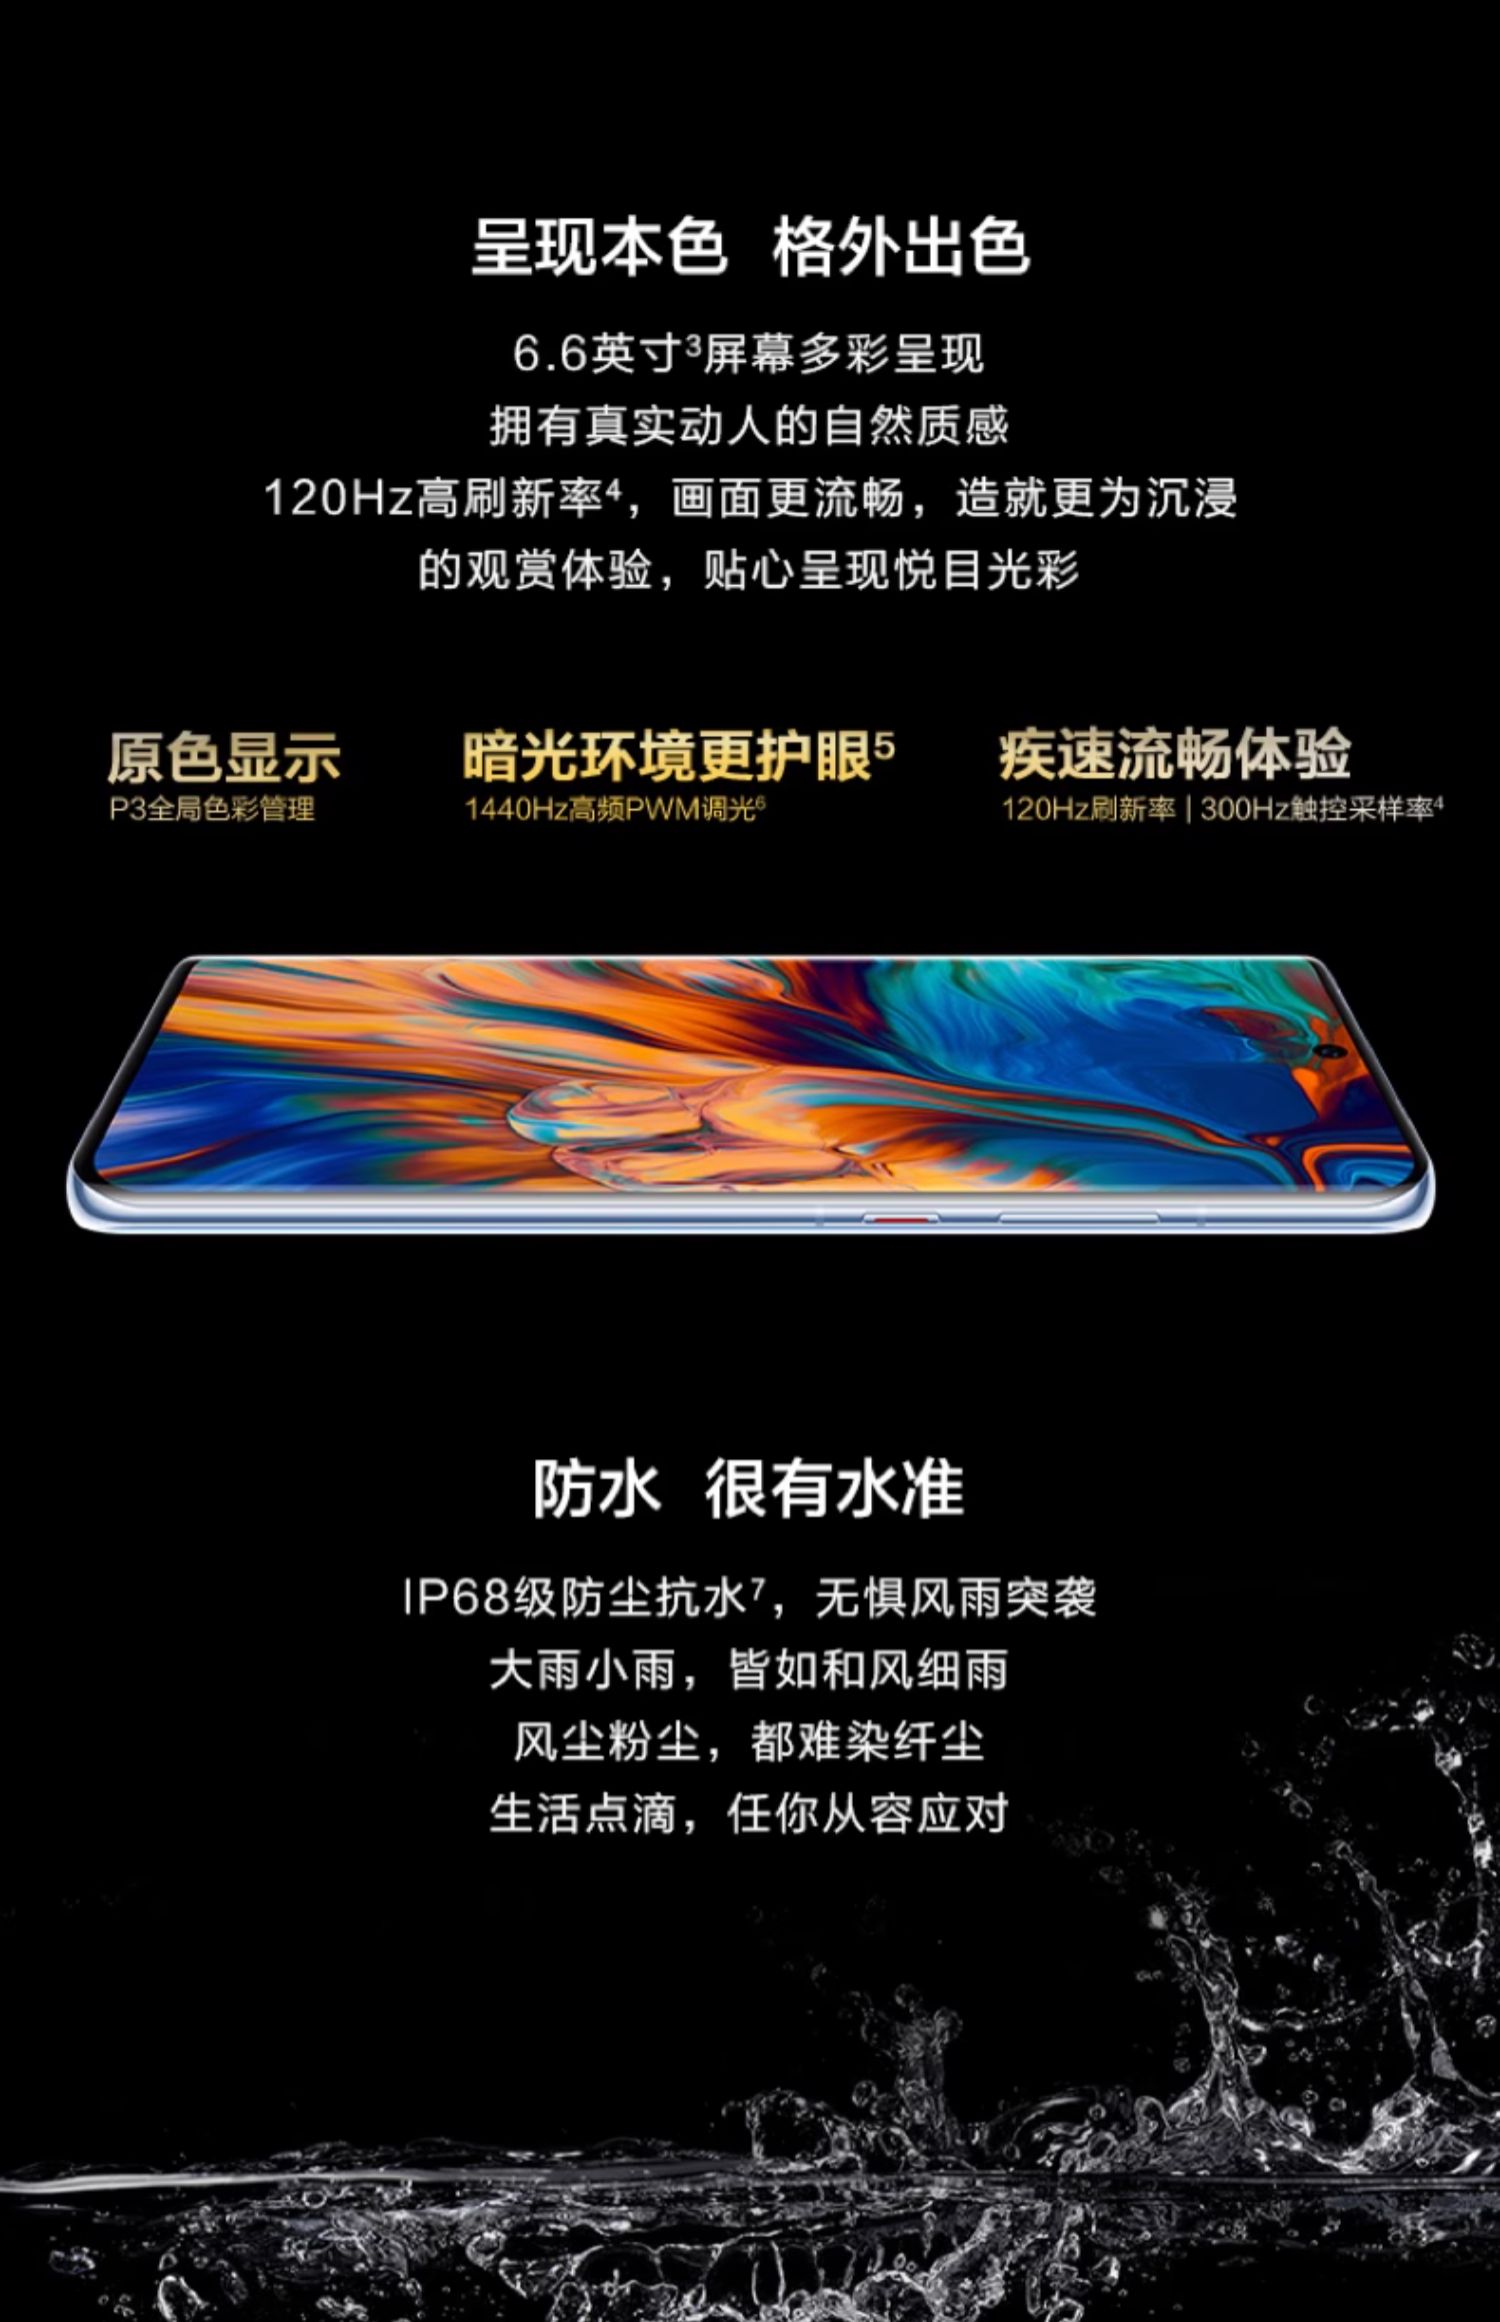 呈现本色 格外出色
6.6英寸³屏幕多彩呈现
拥有真实动人的自然质感
120Hz高刷新率⁴，画面更流畅，造就更为沉浸
的观赏体验，贴心呈现悦目光彩
原色显示
P3全局色彩管理
暗光环境更护眼⁵
1440Hz高频PWM调光⁶
疾速流畅体验
120Hz刷新率 | 300Hz触控采样率⁴
防水 很有水准
IP68级防尘抗水⁷，无惧风雨突袭
大雨小雨，皆如和风细雨
风尘粉尘，都难染纤尘
生活点滴，任你从容应对